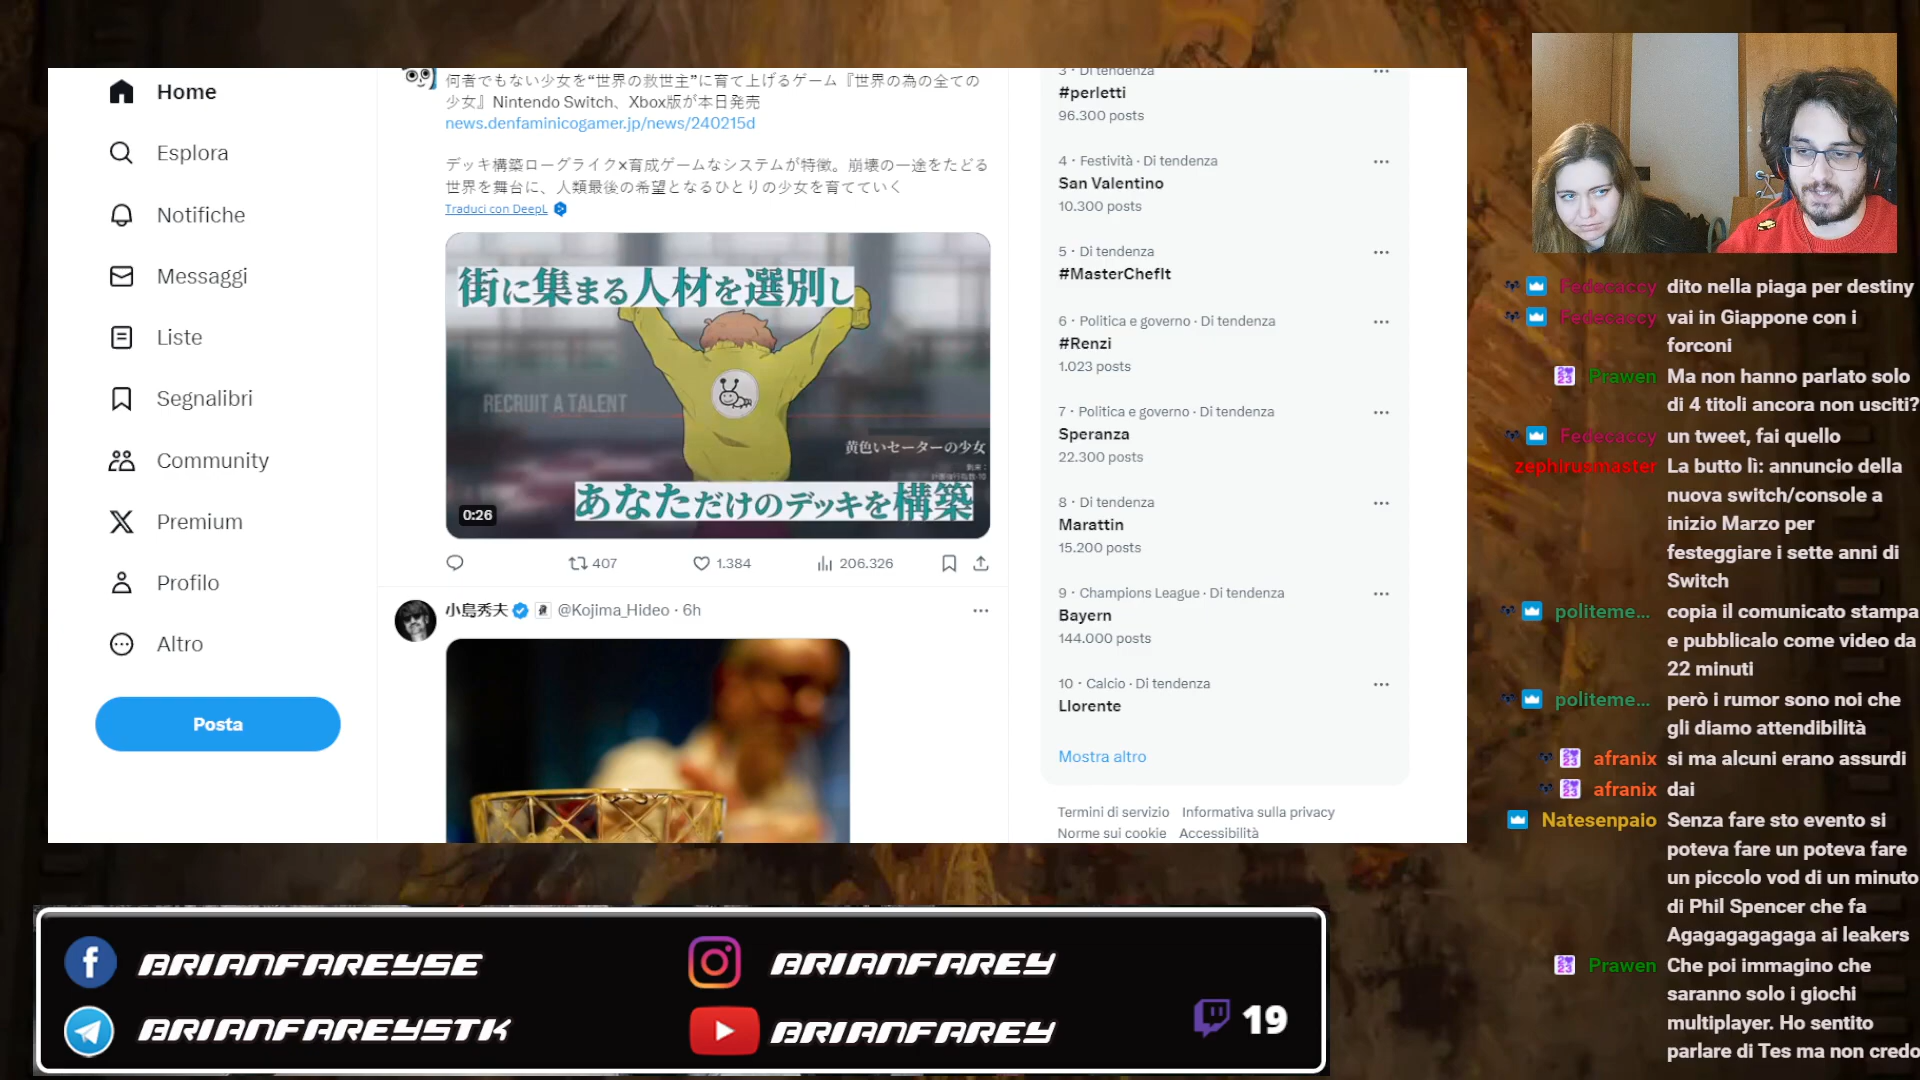 Home
Esplora
Notifiche
Messaggi
Liste
Segnalibri
Community
Premium
Profilo
Altro
Posta
何者でもない少女を“世界の救世主”に育て上げるゲーム『世界の為の全ての
少女』Nintendo Switch、Xbox版が本日発売
news.denfaminicogamer.jp/news/240215d
デッキ構築ローグライク×育成ゲームなシステムが特徴。崩壊の一途をたどる
世界を舞台に、人類最後の希望となるひとりの少女を育てていく
Traduci con DeepL
街に集まる人材を選別し
RECRUIT A TALENT
黄色いセーターの少女
あなただけのデッキを構築
0:26
407
1.384
206.326
小島秀夫 @Kojima_Hideo · 6h
3 · Di tendenza
#perletti
96.300 posts
4 · Festività · Di tendenza
San Valentino
10.300 posts
5 · Di tendenza
#MasterChefIt
6 · Politica e governo · Di tendenza
#Renzi
1.023 posts
7 · Politica e governo · Di tendenza
Speranza
22.300 posts
8 · Di tendenza
Marattin
15.200 posts
9 · Champions League · Di tendenza
Bayern
144.000 posts
10 · Calcio · Di tendenza
Llorente
Mostra altro
Termini di servizio Informativa sulla privacy
Norme sui cookie Accessibilità
Fedecaccy dito nella piaga per destiny
Fedecaccy vai in Giappone con i
forconi
Prawen Ma non hanno parlato solo
di 4 titoli ancora non usciti?
Fedecaccy un tweet, fai quello
zephirusmaster La butto lì: annuncio della
nuova switch/console a
inizio Marzo per
festeggiare i sette anni di
Switch
politeme... copia il comunicato stampa
e pubblicalo come video da
22 minuti
politeme... però i rumor sono noi che
gli diamo attendibilità
afranix si ma alcuni erano assurdi
afranix dai
Natesenpaio Senza fare sto evento si
poteva fare un poteva fare
un piccolo vod di un minuto
di Phil Spencer che fa
Agagagagagaga ai leakers
Prawen Che poi immagino che
saranno solo i giochi
multiplayer. Ho sentito
parlare di Tes ma non credo
BRIANFAREYSE
BRIANFAREY
BRIANFAREYSTK
BRIANFAREY
19